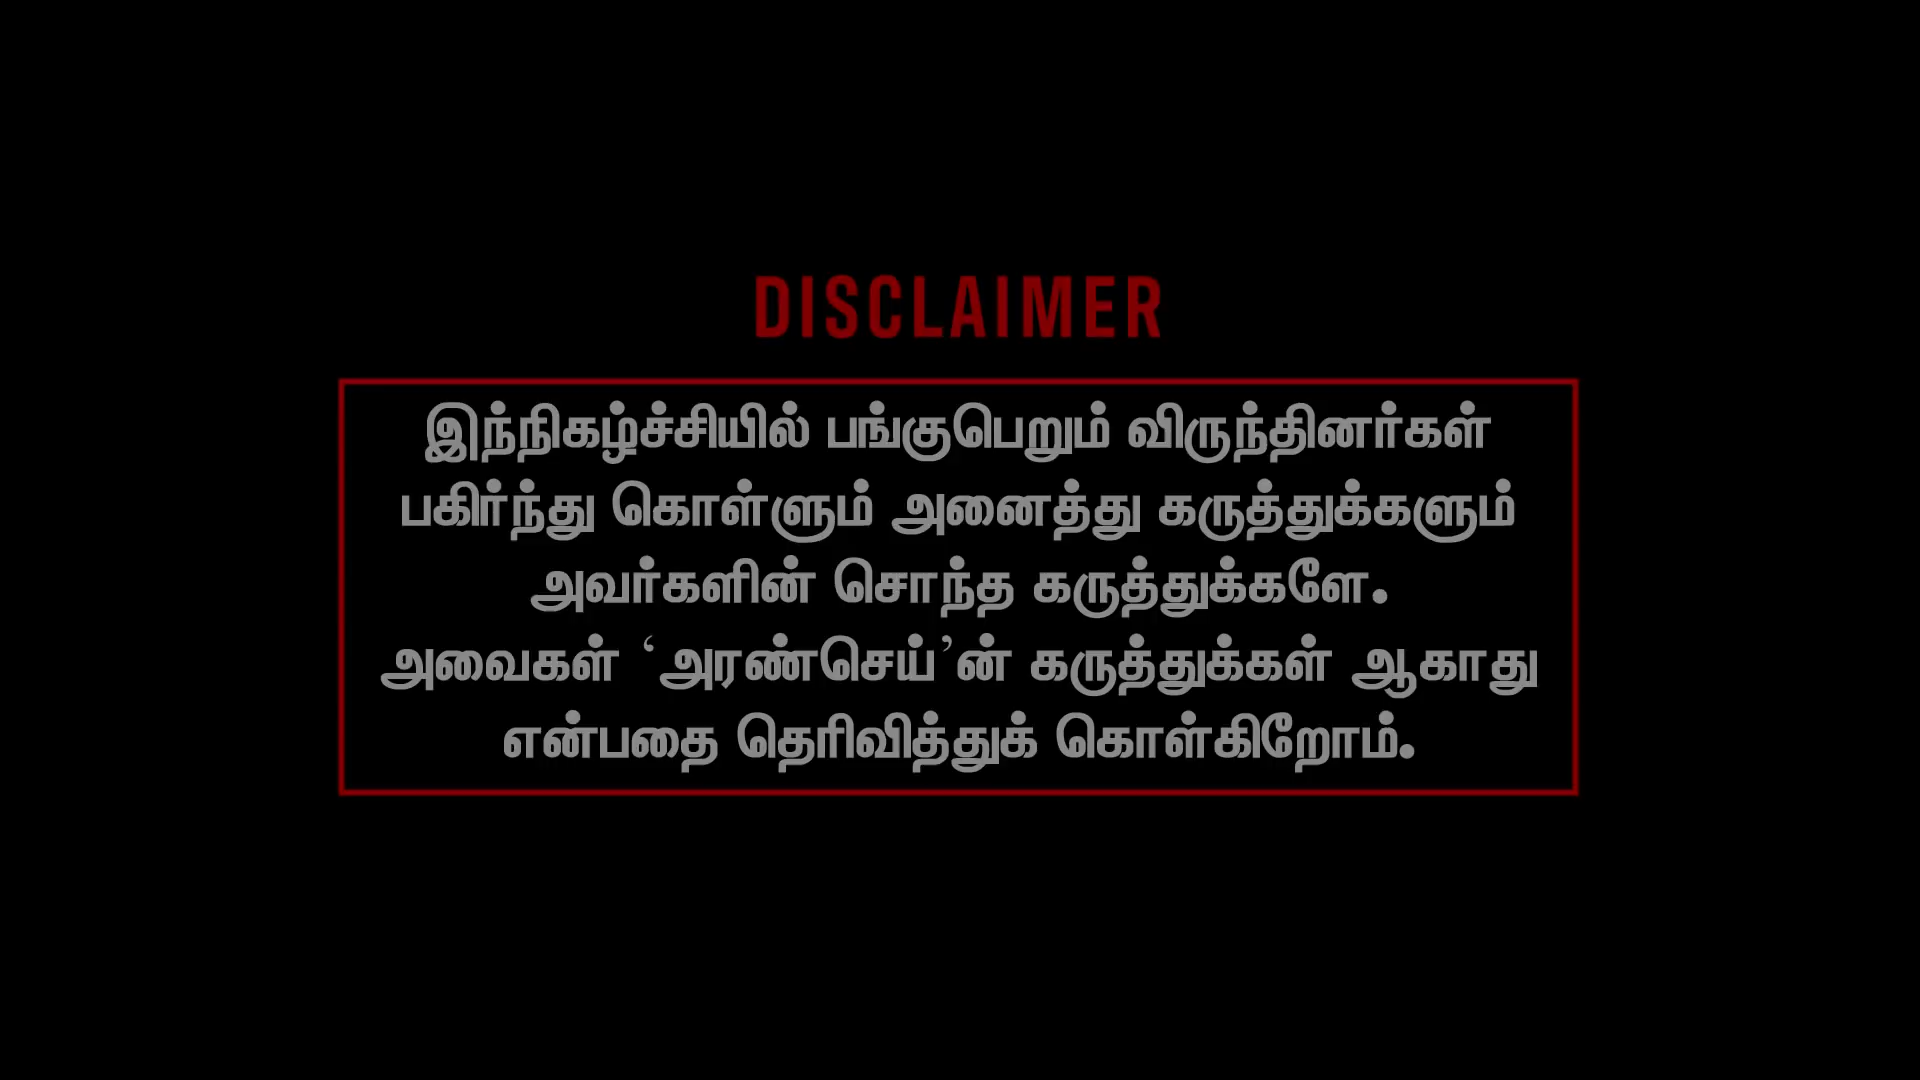 DISCLAIMER
இந்நிகழ்ச்சியில் பங்குபெறும் விருந்தினர்கள்
பகிர்ந்து கொள்ளும் அனைத்து கருத்துக்களும்
அவர்களின் சொந்த கருத்துக்களே.
அவைகள் ‘அரண்செய்’ன் கருத்துக்கள் ஆகாது
என்பதை தெரிவித்துக் கொள்கிறோம்.